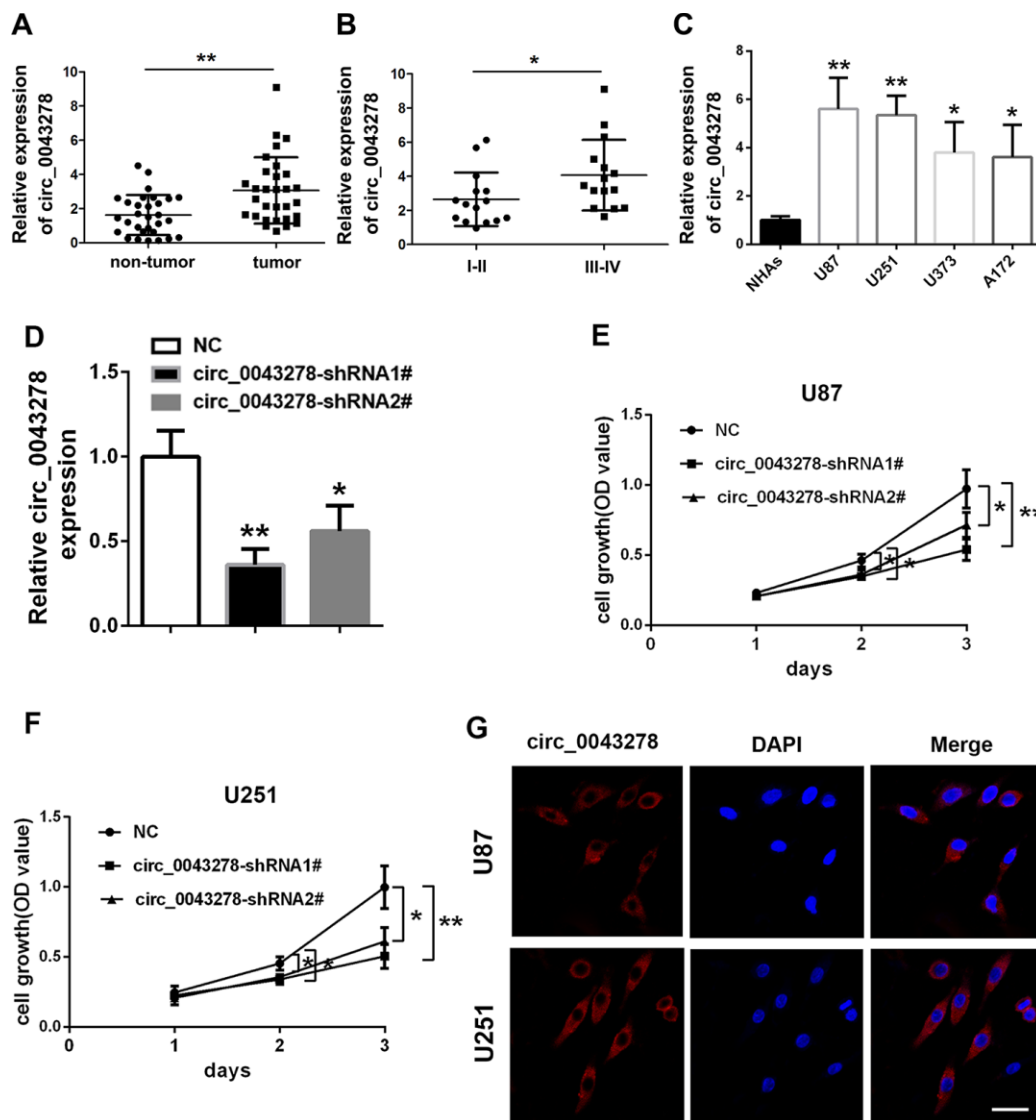 A
Relative expression
of circ_0043278
10
8
6
4
2
0
**
non-tumor
tumor
B
Relative expression
of circ_0043278
10
8
6
4
2
0
*
I-II
III-IV
C
Relative expression
of circ_0043278
8
6
4
2
0
**
**
*
*
NHAs
U87
U251
U373
A172
D
NC
circ_0043278-shRNA1#
circ_0043278-shRNA2#
Relative circ_0043278
expression
1.5
1.0
0.5
0.0
**
*
E
U87
NC
circ_0043278-shRNA1#
circ_0043278-shRNA2#
cell growth(OD value)
1.5
1.0
0.5
0.0
*
*
*
**
0
1
2
3
days
F
U251
NC
circ_0043278-shRNA1#
circ_0043278-shRNA2#
cell growth(OD value)
1.5
1.0
0.5
0.0
*
*
*
**
0
1
2
3
days
G
circ_0043278
DAPI
Merge
U87
U251